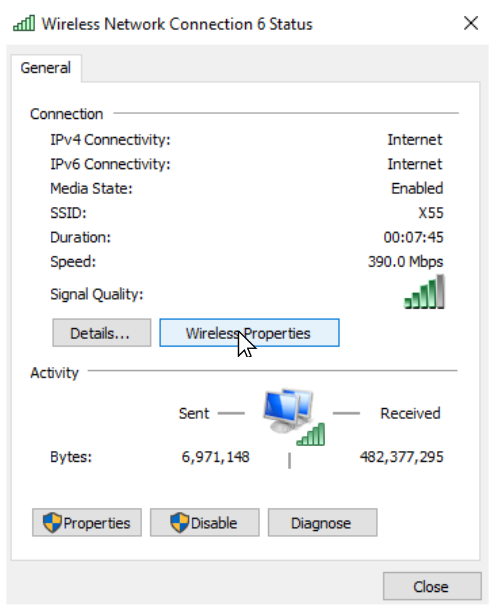 Wireless Network Connection 6 Status
General
Connection
IPv4 Connectivity: Internet
IPv6 Connectivity: Internet
Media State: Enabled
SSID: X55
Duration: 00:07:45
Speed: 390.0 Mbps
Signal Quality:
Details... Wireless Properties
Activity
Sent Received
Bytes: 6,971,148 482,377,295
Properties Disable Diagnose
Close